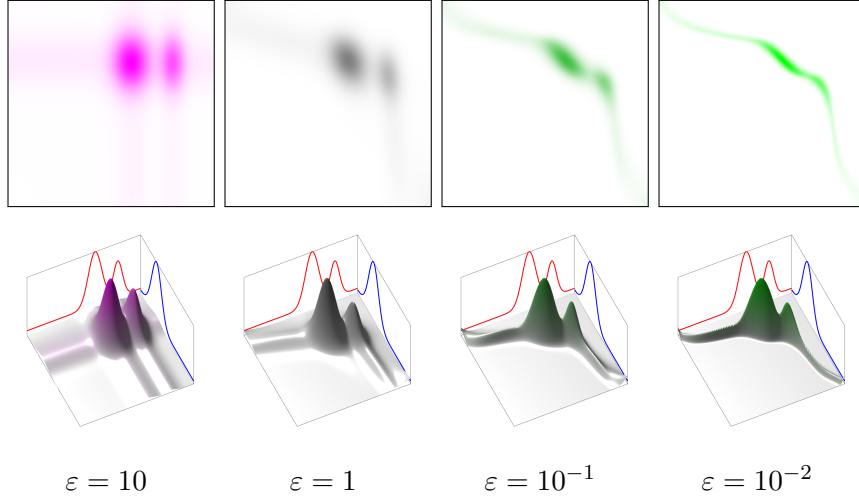 ε = 10 ε = 1 ε = 10⁻¹ ε = 10⁻²